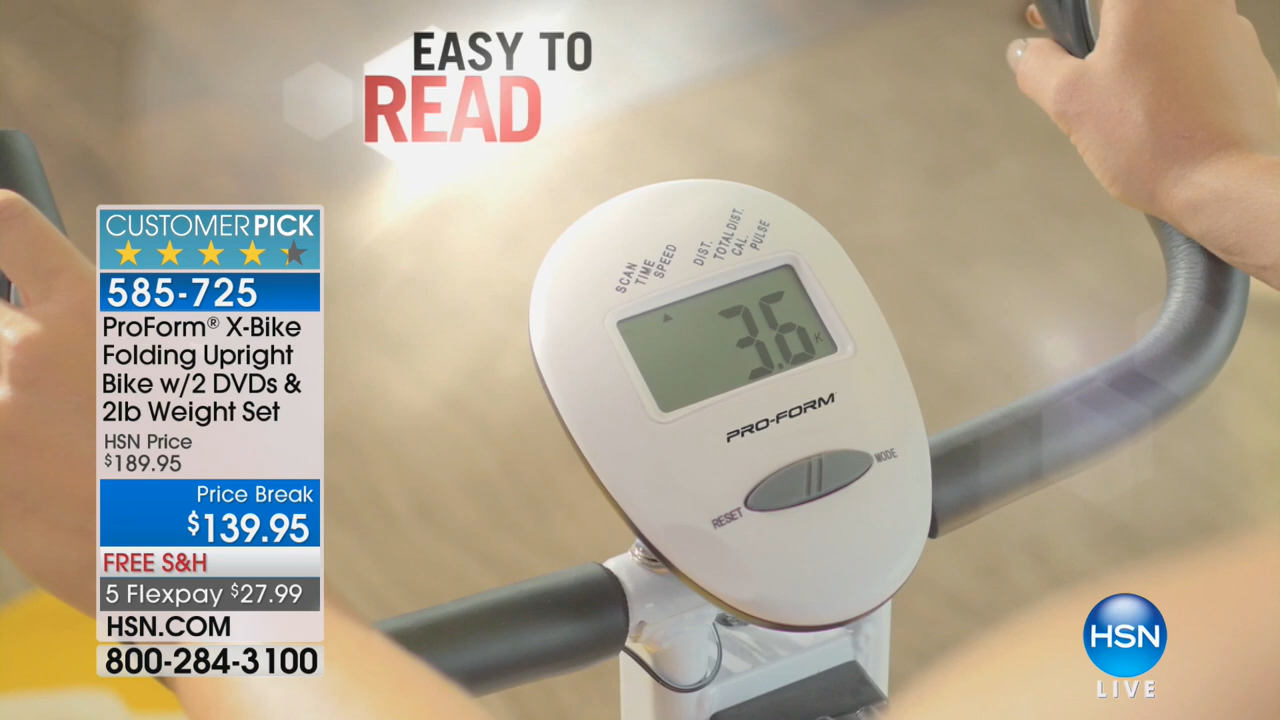 EASY TO
READ
CUSTOMER PICK
585-725
ProForm® X-Bike
Folding Upright
Bike w/2 DVDs &
2lb Weight Set
HSN Price
$189.95
Price Break
$139.95
FREE S&H
5 Flexpay $27.99
HSN.COM
800-284-3100
SCAN
TIME
SPEED
DIST.
TOTAL DIST.
CAL.
PULSE
3.6 K
PRO-FORM
MODE
RESET
HSN
LIVE